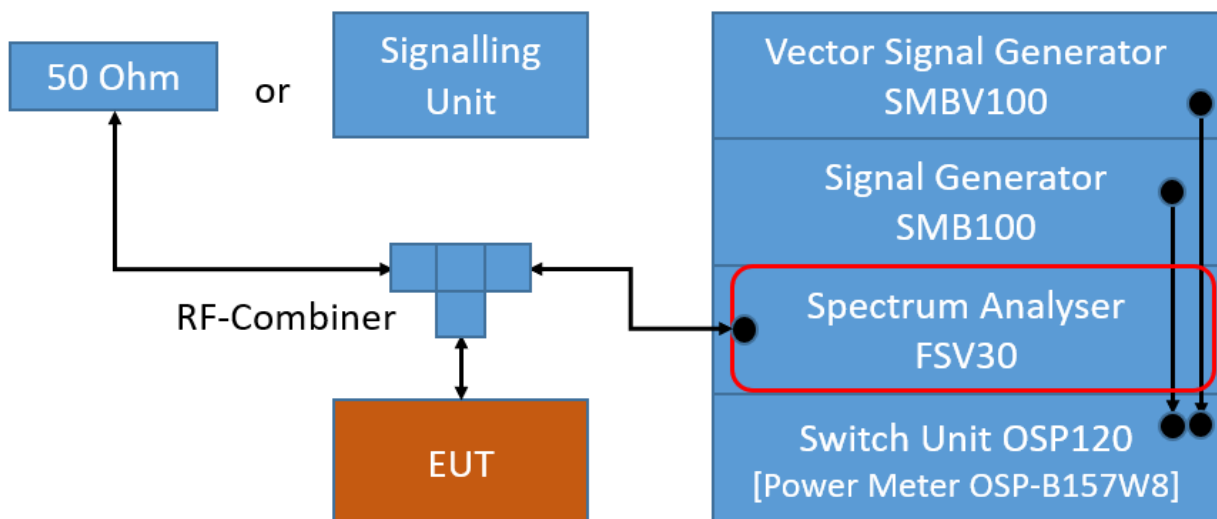 50 Ohm
or
Signalling
Unit
Vector Signal Generator
SMBV100
Signal Generator
SMB100
RF-Combiner
Spectrum Analyser
FSV30
EUT
Switch Unit OSP120
[Power Meter OSP-B157W8]